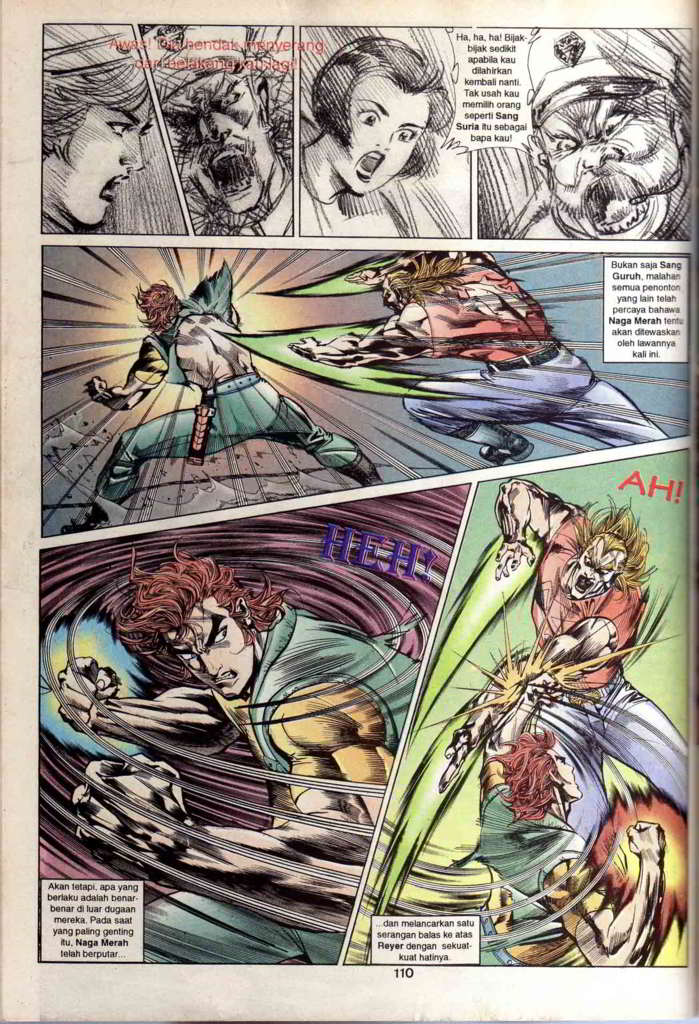 Awas! Dia hendak menyerang
dari belakang kau lagi!
Ha, ha, ha! Bijak-
bijak sedikit
apabila kau
dilahirkan
kembali nanti.
Tak usah kau
memilih orang
seperti Sang
Suria itu sebagai
bapa kau!
Bukan saja Sang
Guruh, malahan
semua penonton
yang lain telah
percaya bahawa
Naga Merah tentu
akan ditewaskan
oleh lawannya
kali ini.
HEH!
AH!
Akan tetapi, apa yang
berlaku adalah benar-
benar di luar dugaan
mereka. Pada saat
yang paling genting
itu, Naga Merah
telah berputar...
...dan melancarkan satu
serangan balas ke atas
Reyer dengan sekuat-
kuat hatinya.
110